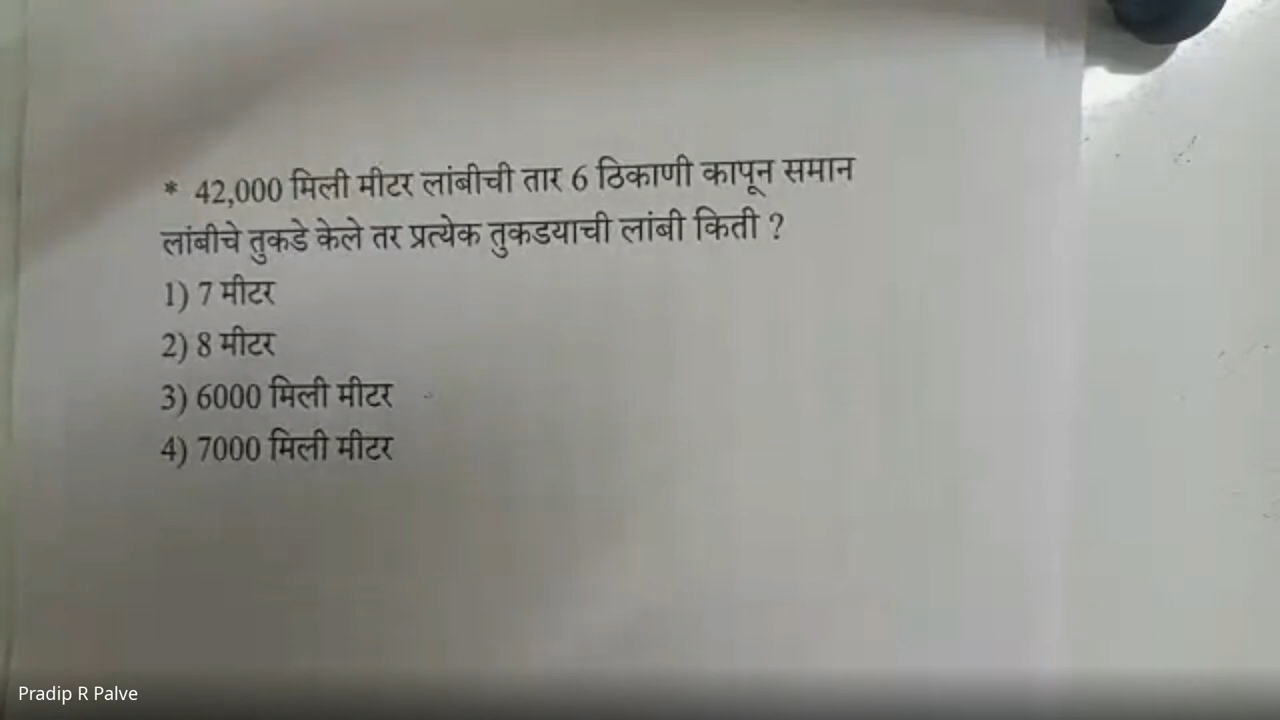 * 42,000 मिली मीटर लांबीची तार 6 ठिकाणी कापून समान
लांबीचे तुकडे केले तर प्रत्येक तुकडयाची लांबी किती ?
1) 7 मीटर
2) 8 मीटर
3) 6000 मिली मीटर
4) 7000 मिली मीटर
Pradip R Palve